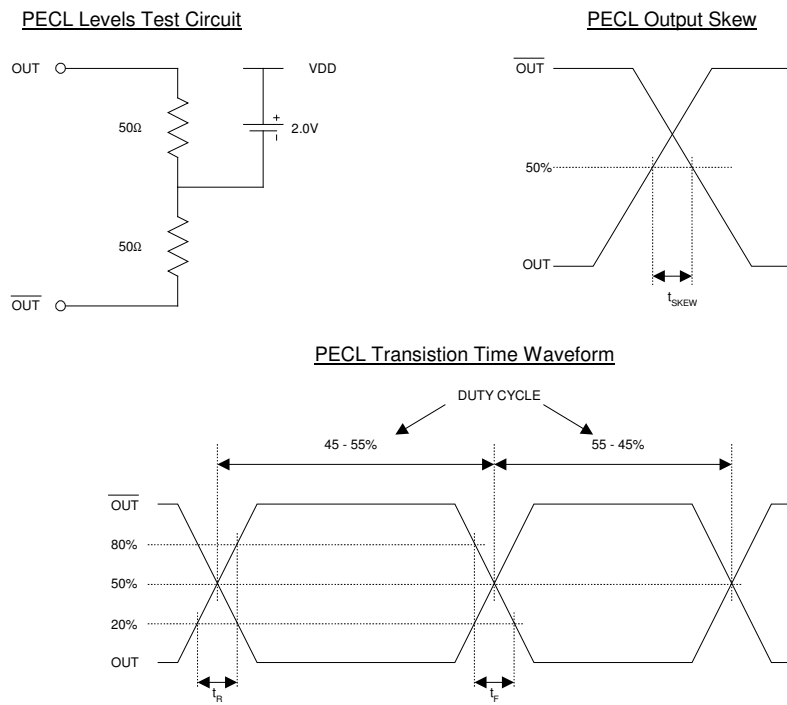 PECL Levels Test Circuit
OUT
VDD
50Ω
+
2.0V
–
50Ω
OUT
PECL Output Skew
OUT
50%
OUT
tSKEW
PECL Transistion Time Waveform
DUTY CYCLE
45 - 55%
55 - 45%
OUT
80%
50%
20%
OUT
tR
tF